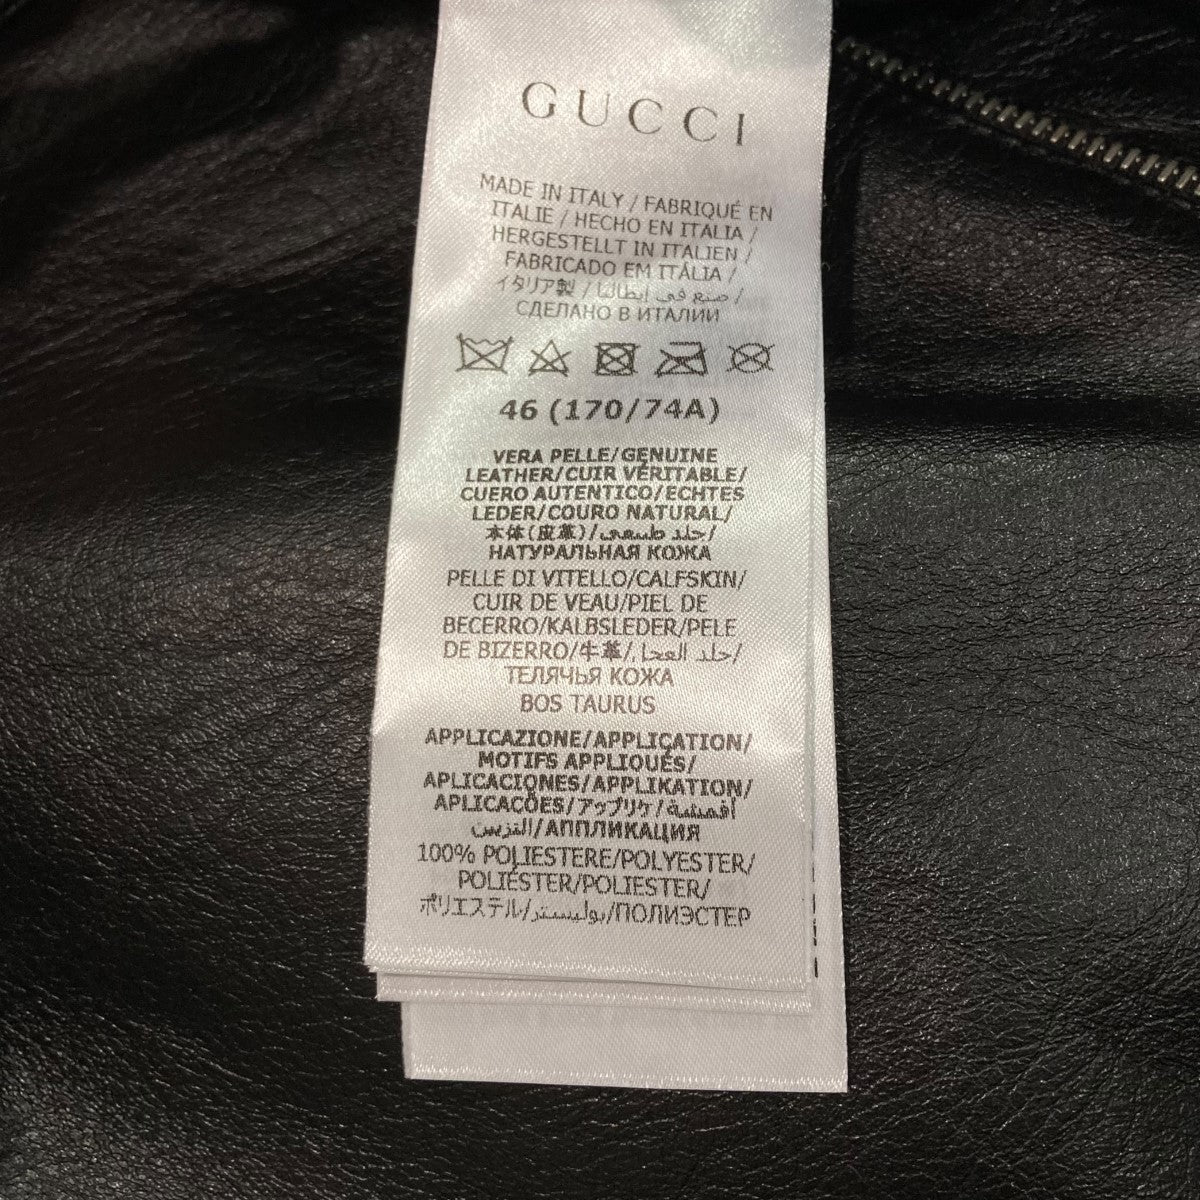 GUCCI
MADE IN ITALY / FABRIQUÉ EN
ITALIE / HECHO EN ITALIA /
HERGESTELLT IN ITALIEN /
FABRICADO EM ITÁLIA /
イタリア製 / صنع في إيطاليا /
СДЕЛАНО В ИТАЛИИ
46 (170/74A)
VERA PELLE/GENUINE
LEATHER/CUIR VÉRITABLE/
CUERO AUTENTICO/ECHTES
LEDER/COURO NATURAL/
本体(皮革)/جلد طبيعي/
НАТУРАЛЬНАЯ КОЖА
PELLE DI VITELLO/CALFSKIN/
CUIR DE VEAU/PIEL DE
BECERRO/KALBSLEDER/PELE
DE BIZERRO/牛革/جلد العجل/
ТЕЛЯЧЬЯ КОЖА
BOS TAURUS
APPLICAZIONE/APPLICATION/
MOTIFS APPLIQUÉS/
APLICACIONES/APPLIKATION/
APLICAÇÕES/アップリケ/أقمشة
التزيين/АППЛИКАЦИЯ
100% POLIESTERE/POLYESTER/
POLIÉSTER/POLIESTER/
ポリエステル/بوليستر/ПОЛИЭСТЕР